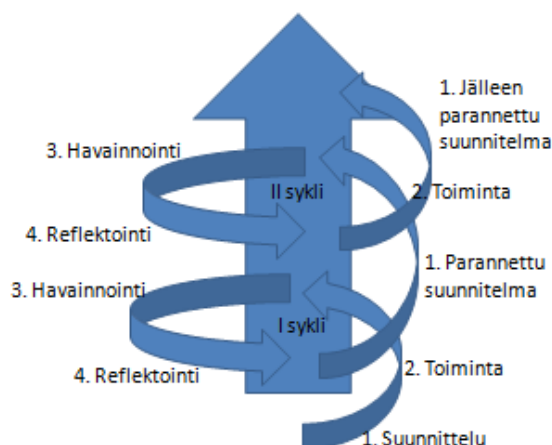 1. Jälleen
parannettu
suunnitelma
3. Havainnointi
II sykli
2. Toiminta
4. Reflektointi
1. Parannettu
suunnitelma
3. Havainnointi
I sykli
2. Toiminta
4. Reflektointi
1. Suunnittelu